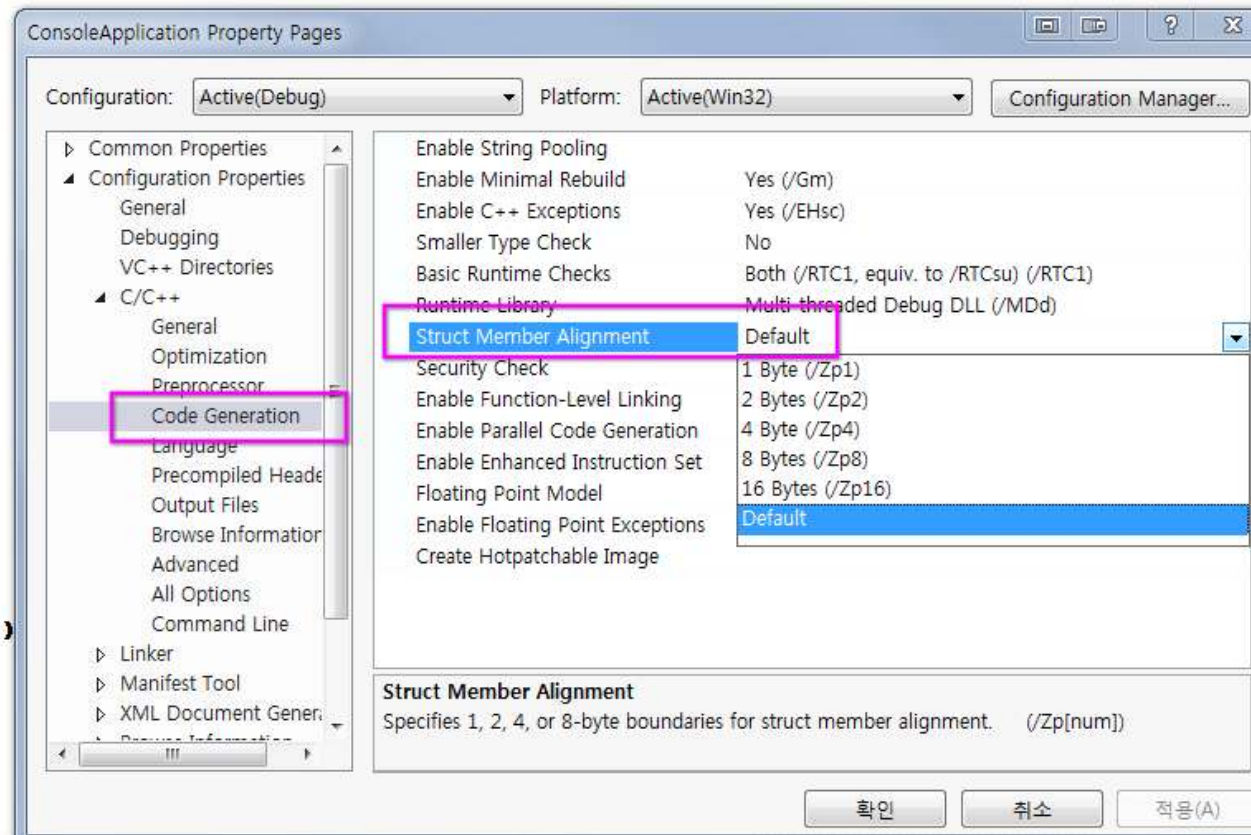 ConsoleApplication Property Pages
Configuration: Active(Debug) Platform: Active(Win32) Configuration Manager...
Common Properties
Configuration Properties
General
Debugging
VC++ Directories
C/C++
General
Optimization
Preprocessor
Code Generation
Language
Precompiled Heade
Output Files
Browse Information
Advanced
All Options
Command Line
Linker
Manifest Tool
XML Document Genera
Browse Information
Enable String Pooling
Enable Minimal Rebuild Yes (/Gm)
Enable C++ Exceptions Yes (/EHsc)
Smaller Type Check No
Basic Runtime Checks Both (/RTC1, equiv. to /RTCsu) (/RTC1)
Runtime Library Multi-threaded Debug DLL (/MDd)
Struct Member Alignment Default
Security Check 1 Byte (/Zp1)
Enable Function-Level Linking 2 Bytes (/Zp2)
Enable Parallel Code Generation 4 Byte (/Zp4)
Enable Enhanced Instruction Set 8 Bytes (/Zp8)
Floating Point Model 16 Bytes (/Zp16)
Enable Floating Point Exceptions Default
Create Hotpatchable Image
Struct Member Alignment
Specifies 1, 2, 4, or 8-byte boundaries for struct member alignment. (/Zp[num])
확인 취소 적용(A)